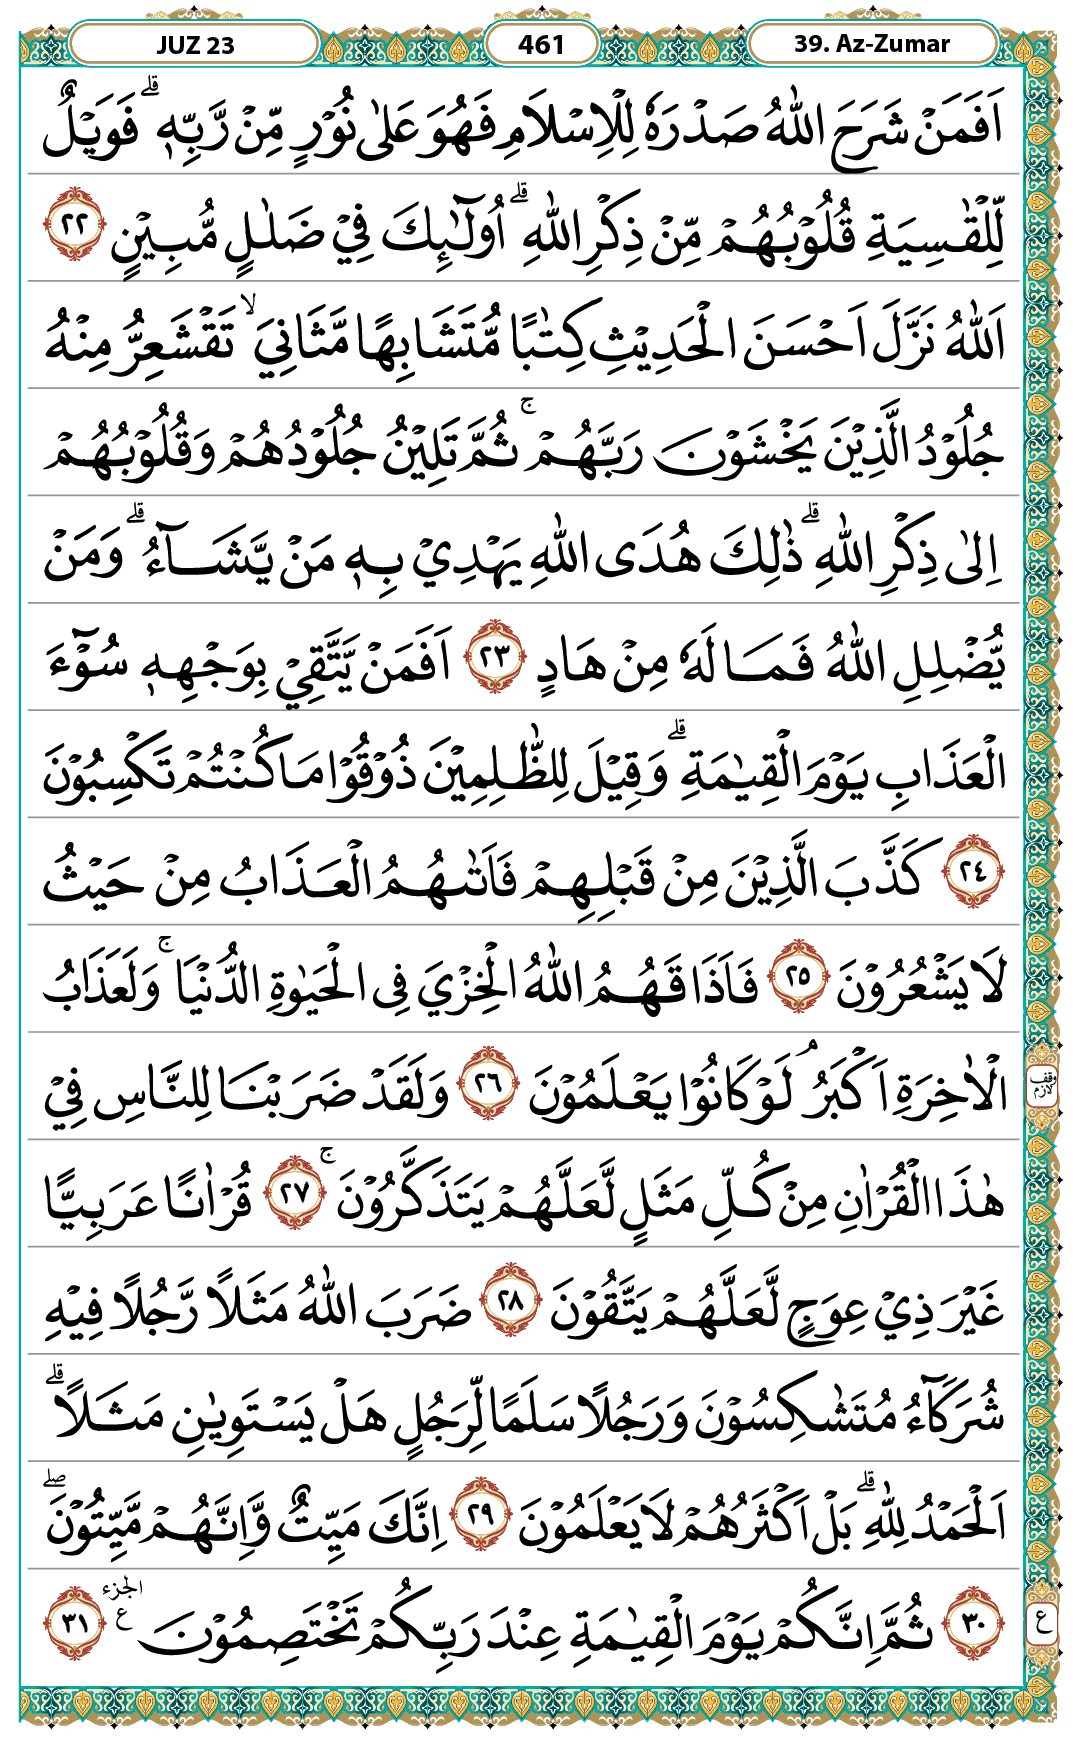 JUZ 23
461
39. Az-Zumar
اَفَمَنْ شَرَحَ اللّٰهُ صَدْرَهٗ لِلْاِسْلَامِ فَهُوَ عَلٰى نُوْرٍ مِّنْ رَّبِّهٖ ۗ فَوَيْلٌ
لِّلْقٰسِيَةِ قُلُوْبُهُمْ مِّنْ ذِكْرِ اللّٰهِ ۗ اُولٰۤىِٕكَ فِيْ ضَلٰلٍ مُّبِيْنٍ ٢٢
اَللّٰهُ نَزَّلَ اَحْسَنَ الْحَدِيْثِ كِتٰبًا مُّتَشَابِهًا مَّثَانِيَ ۙ تَقْشَعِرُّ مِنْهُ
جُلُوْدُ الَّذِيْنَ يَخْشَوْنَ رَبَّهُمْ ۚ ثُمَّ تَلِيْنُ جُلُوْدُهُمْ وَقُلُوْبُهُمْ
اِلٰى ذِكْرِ اللّٰهِ ۗ ذٰلِكَ هُدَى اللّٰهِ يَهْدِيْ بِهٖ مَنْ يَّشَاۤءُ ۗ وَمَنْ
يُّضْلِلِ اللّٰهُ فَمَا لَهٗ مِنْ هَادٍ ٢٣ اَفَمَنْ يَّتَّقِيْ بِوَجْهِهٖ سُوْۤءَ
الْعَذَابِ يَوْمَ الْقِيٰمَةِ ۗ وَقِيْلَ لِلظّٰلِمِيْنَ ذُوْقُوْا مَا كُنْتُمْ تَكْسِبُوْنَ
٢٤ كَذَّبَ الَّذِيْنَ مِنْ قَبْلِهِمْ فَاَتٰىهُمُ الْعَذَابُ مِنْ حَيْثُ
لَا يَشْعُرُوْنَ ٢٥ فَاَذَاقَهُمُ اللّٰهُ الْخِزْيَ فِى الْحَيٰوةِ الدُّنْيَا ۚ وَلَعَذَابُ
الْاٰخِرَةِ اَكْبَرُ ۘ لَوْ كَانُوْا يَعْلَمُوْنَ ٢٦ وَلَقَدْ ضَرَبْنَا لِلنَّاسِ فِيْ
وقف لازم
هٰذَا الْقُرْاٰنِ مِنْ كُلِّ مَثَلٍ لَّعَلَّهُمْ يَتَذَكَّرُوْنَ ۚ ٢٧ قُرْاٰنًا عَرَبِيًّا
غَيْرَ ذِيْ عِوَجٍ لَّعَلَّهُمْ يَتَّقُوْنَ ٢٨ ضَرَبَ اللّٰهُ مَثَلًا رَّجُلًا فِيْهِ
شُرَكَاۤءُ مُتَشٰكِسُوْنَ وَرَجُلًا سَلَمًا لِّرَجُلٍ هَلْ يَسْتَوِيٰنِ مَثَلًا ۗ
اَلْحَمْدُ لِلّٰهِ ۗ بَلْ اَكْثَرُهُمْ لَا يَعْلَمُوْنَ ٢٩ اِنَّكَ مَيِّتٌ وَّاِنَّهُمْ مَّيِّتُوْنَ ۖ
٣٠ ثُمَّ اِنَّكُمْ يَوْمَ الْقِيٰمَةِ عِنْدَ رَبِّكُمْ تَخْتَصِمُوْنَ الجزء ع ٣١
ع